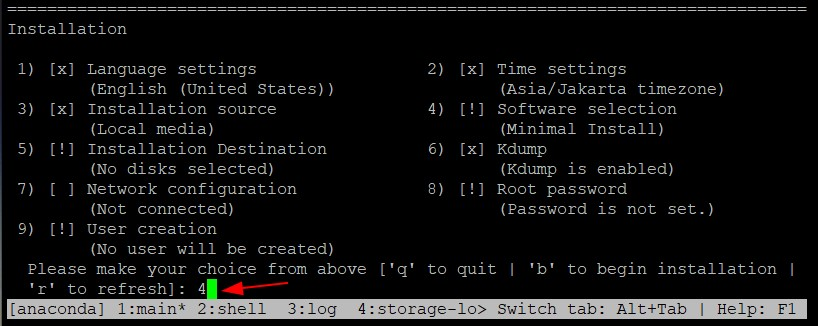 ================================================================================
Installation
1) [x] Language settings                 2) [x] Time settings
       (English (United States))                (Asia/Jakarta timezone)
3) [x] Installation source               4) [!] Software selection
       (Local media)                            (Minimal Install)
5) [!] Installation Destination          6) [x] Kdump
       (No disks selected)                      (Kdump is enabled)
7) [ ] Network configuration             8) [!] Root password
       (Not connected)                          (Password is not set.)
9) [!] User creation
       (No user will be created)
Please make your choice from above ['q' to quit | 'b' to begin installation |
'r' to refresh]: 4
[anaconda] 1:main* 2:shell  3:log  4:storage-lo> Switch tab: Alt+Tab | Help: F1